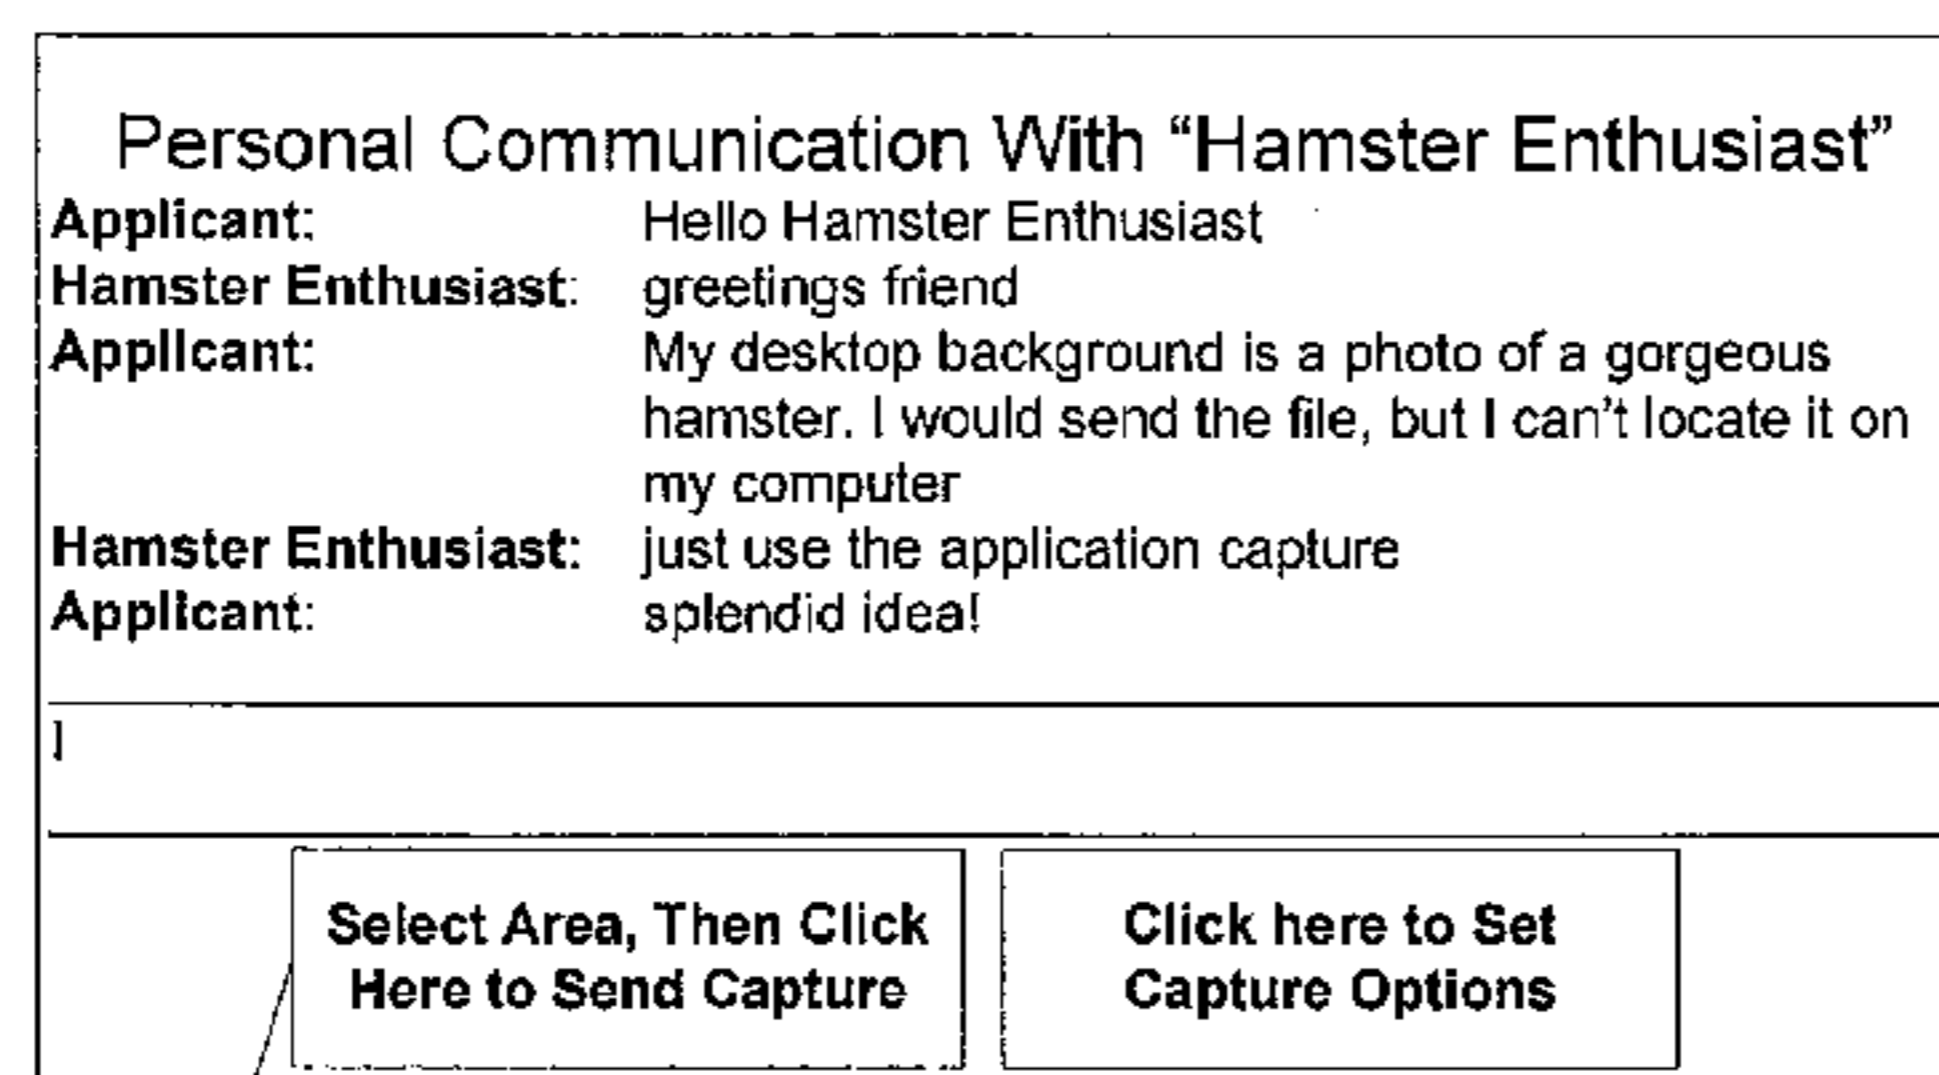 Personal Communication With “Hamster Enthusiast”
Applicant: Hello Hamster Enthusiast
Hamster Enthusiast: greetings friend
Applicant: My desktop background is a photo of a gorgeous
hamster. I would send the file, but I can't locate it on
my computer
Hamster Enthusiast: just use the application capture
Applicant: splendid idea!
Select Area, Then Click
Here to Send Capture
Click here to Set
Capture Options